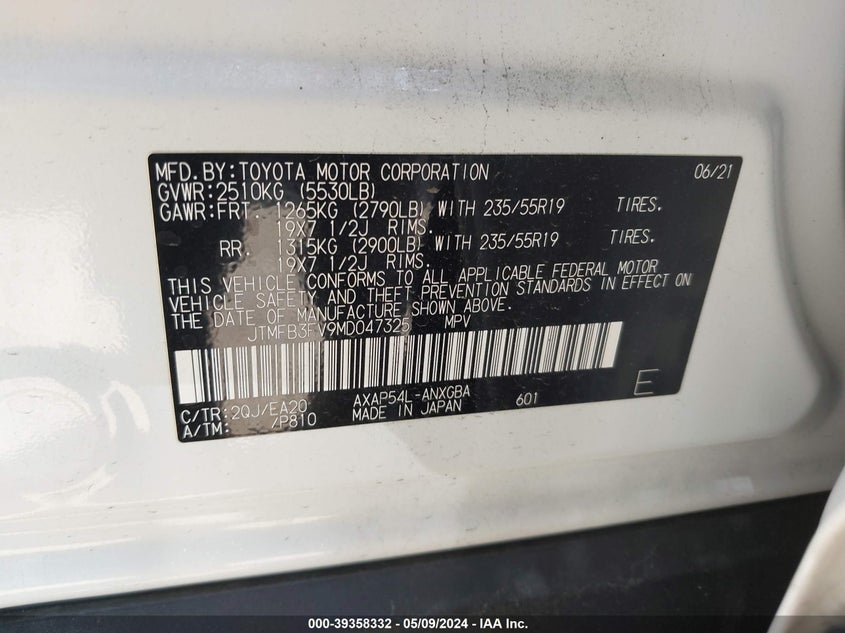 MFD.BY:TOYOTA MOTOR CORPORATION 06/21
GVWR:2510KG (5530LB)
GAWR:FRT. 1265KG (2790LB) WITH 235/55R19 TIRES.
19X7 1/2J RIMS.
RR. 1315KG (2900LB) WITH 235/55R19 TIRES.
19X7 1/2J RIMS.
THIS VEHICLE CONFORMS TO ALL APPLICABLE FEDERAL MOTOR
VEHICLE SAFETY AND THEFT PREVENTION STANDARDS IN EFFECT ON
THE DATE OF MANUFACTURE SHOWN ABOVE.
JTMFB3FV9MD047325 MPV
C/TR:2QJ/EA20 AXAP54L-ANXGBA E
A/TM: /P810 MADE IN JAPAN 601
000-39358332 - 05/09/2024 - IAA Inc.